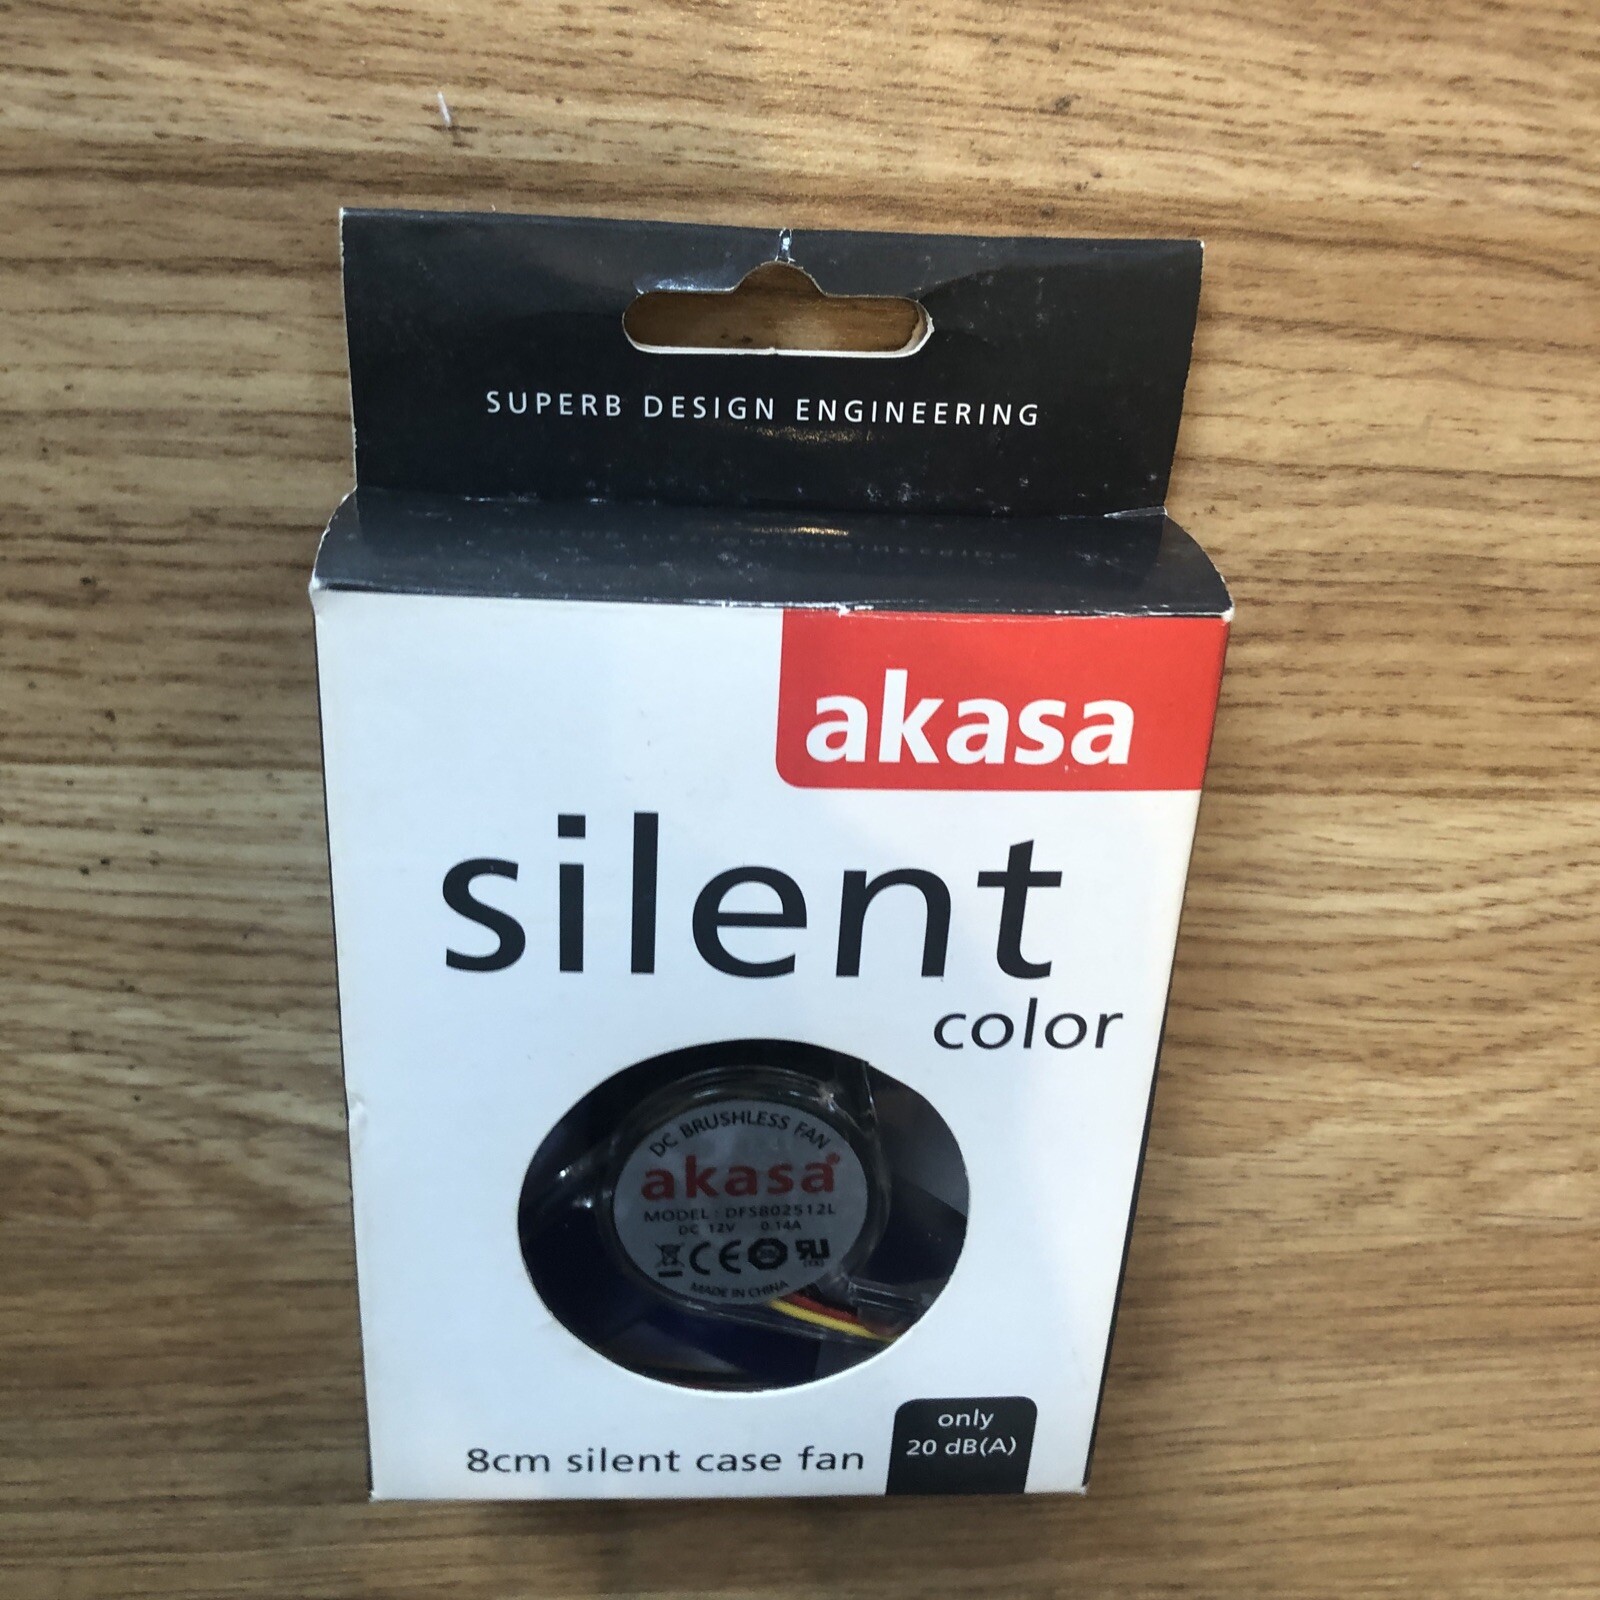 SUPERB DESIGN ENGINEERING
akasa
silent
color
DC BRUSHLESS FAN
akasa
MODEL : DFS802512L
DC 12V 0.14A
CE
MADE IN CHINA
only
20 dB(A)
8cm silent case fan